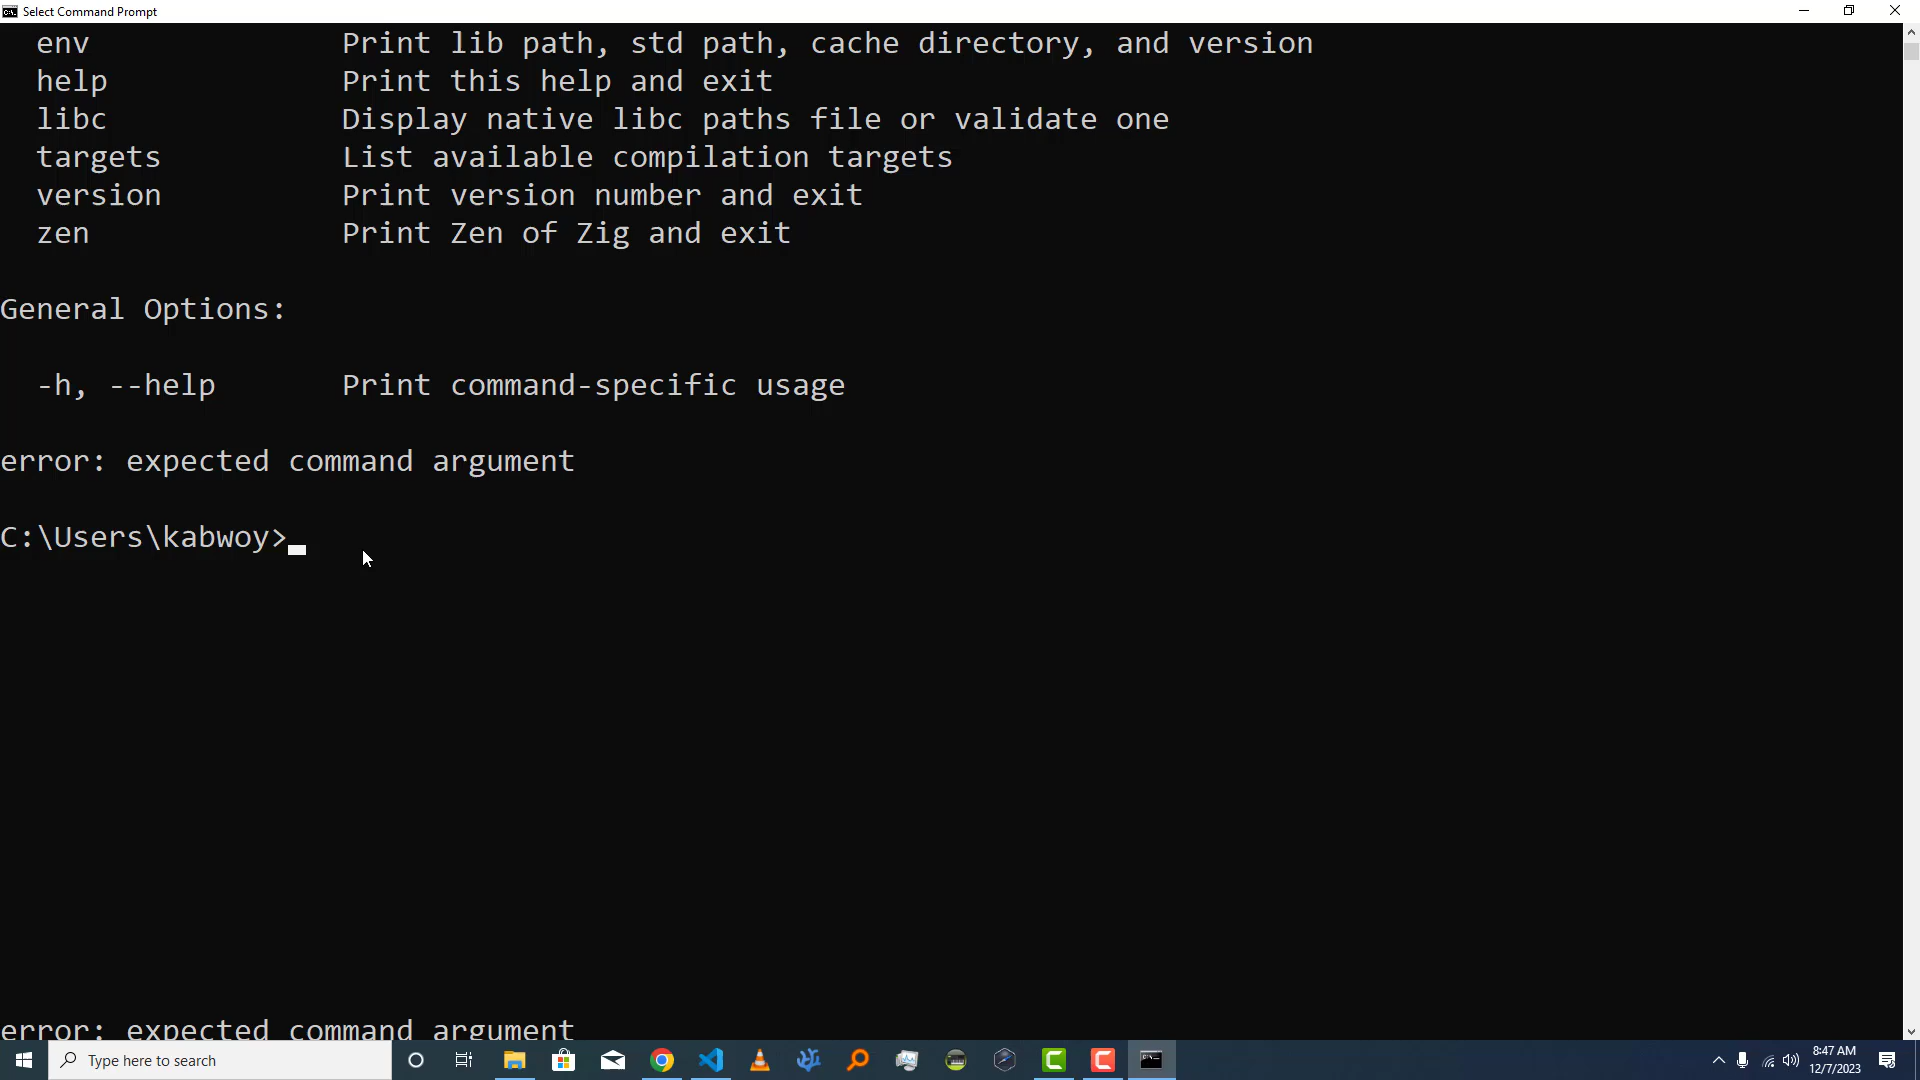 Select Command Prompt
env Print lib path, std path, cache directory, and version
help Print this help and exit
libc Display native libc paths file or validate one
targets List available compilation targets
version Print version number and exit
zen Print Zen of Zig and exit
General Options:
-h, --help Print command-specific usage
error: expected command argument
C:\Users\kabwoy>
error: expected command argument
Type here to search
8:47 AM
12/7/2023